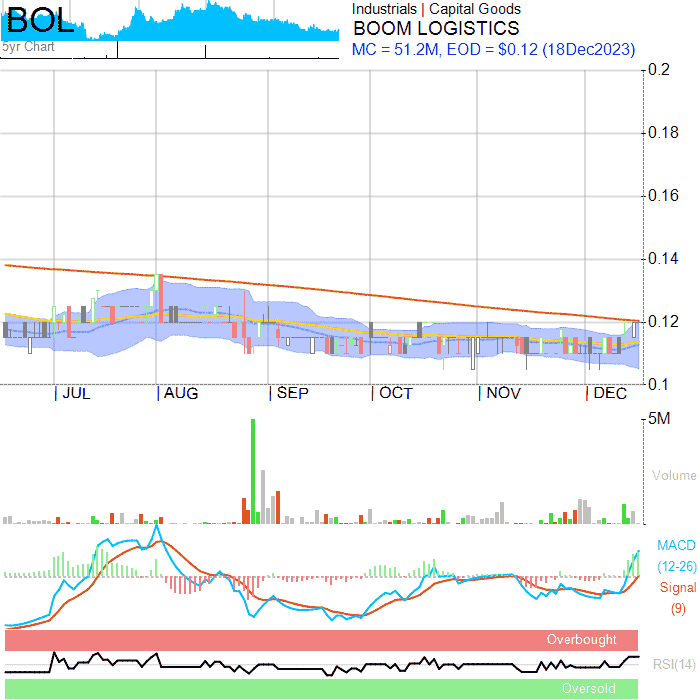 BOL
5yr Chart
Industrials | Capital Goods
BOOM LOGISTICS
MC = 51.2M, EOD = $0.12 (18Dec2023)
0.2
0.18
0.16
0.14
0.12
0.1
JUL AUG SEP OCT NOV DEC
5M
Volume
MACD
(12-26)
Signal
(9)
Overbought
RSI(14)
Oversold